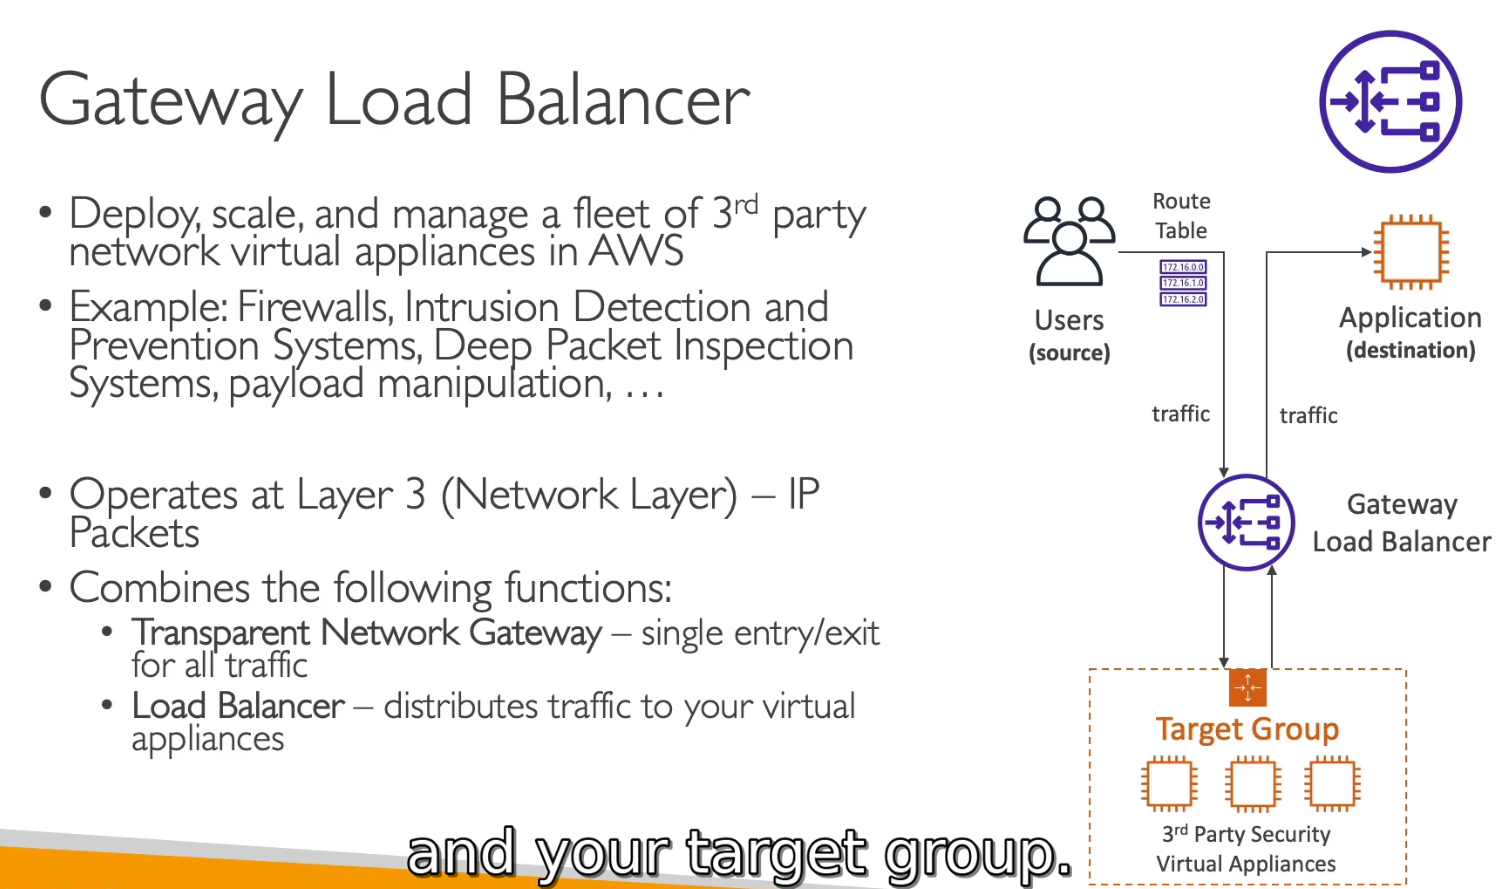 Gateway Load Balancer
• Deploy, scale, and manage a fleet of 3rd party
network virtual appliances in AWS
• Example: Firewalls, Intrusion Detection and
Prevention Systems, Deep Packet Inspection
Systems, payload manipulation, …
• Operates at Layer 3 (Network Layer) – IP
Packets
• Combines the following functions:
• Transparent Network Gateway – single entry/exit
for all traffic
• Load Balancer – distributes traffic to your virtual
appliances
Route
Table
172.16.0.0
172.16.1.0
172.16.2.0
Users
(source)
Application
(destination)
traffic
traffic
Gateway
Load Balancer
Target Group
3rd Party Security
Virtual Appliances
and your target group.